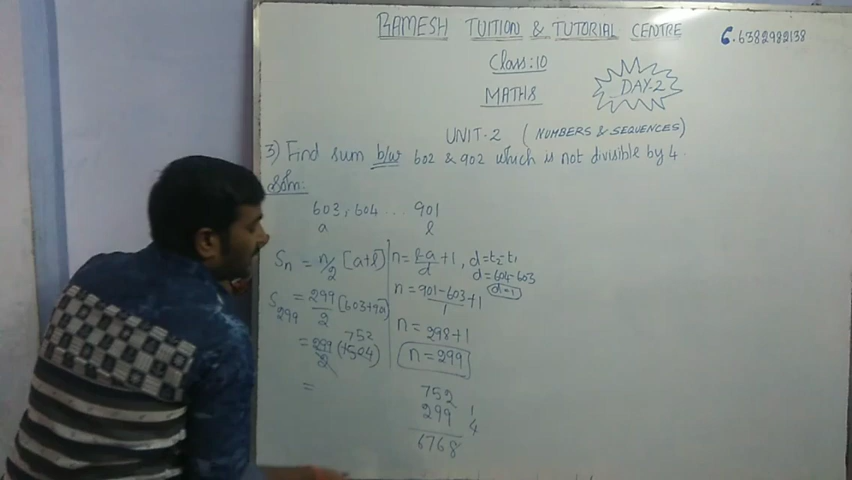 RAMESH TUITION & TUTORIAL CENTRE
6382982138
Class:10
MATHS
DAY-2
UNIT-2 (NUMBERS & SEQUENCES)
3) Find sum b/w 602 & 902 which is not divisible by 4.
Soln:
603, 604 ... 901
a l
Sn = n/2 [a+l]
S299 = 299/2 [603+901]
752
= 299/2 (1504)
=
n = l-a/d +1, d=t2-t1
d=604-603
d=1
n = 901-603/1 +1
n = 298+1
n = 299
752
299 1
4
6768